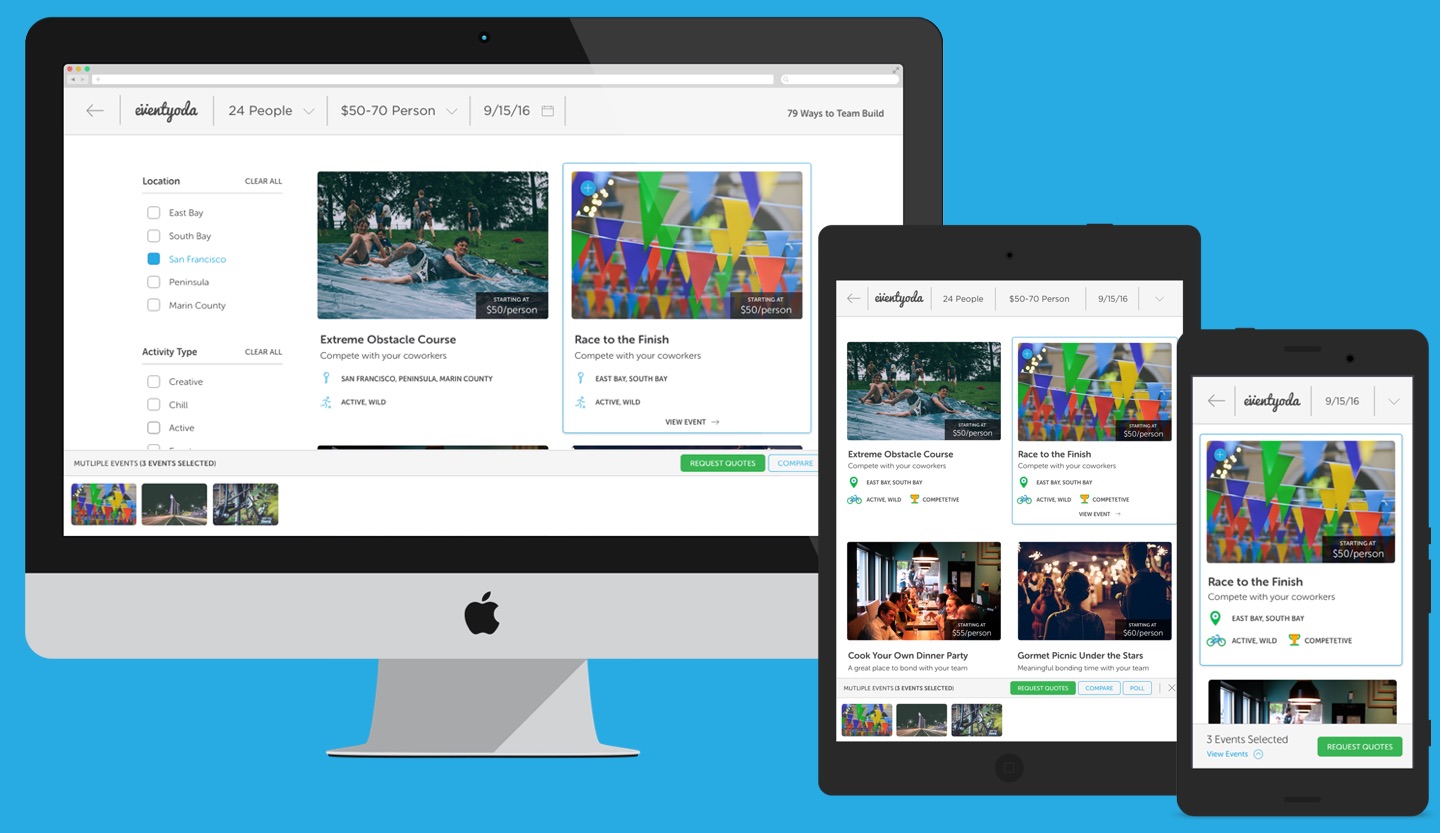 eventyoda
24 People
$50-70 Person
9/15/16
79 Ways to Team Build
Location
CLEAR ALL
East Bay
South Bay
San Francisco
Peninsula
Marin County
Activity Type
CLEAR ALL
Creative
Chill
Active
STARTING AT
$50/person
Extreme Obstacle Course
Compete with your coworkers
SAN FRANCISCO, PENINSULA, MARIN COUNTY
ACTIVE, WILD
STARTING AT
$50/person
Race to the Finish
Compete with your coworkers
EAST BAY, SOUTH BAY
ACTIVE, WILD
VIEW EVENT
MUTLIPLE EVENTS (3 EVENTS SELECTED)
REQUEST QUOTES
COMPARE
eventyoda
24 People
$50-70 Person
9/15/16
STARTING AT
$50/person
Extreme Obstacle Course
Compete with your coworkers
EAST BAY, SOUTH BAY
ACTIVE, WILD
COMPETETIVE
STARTING AT
$50/person
Race to the Finish
Compete with your coworkers
EAST BAY, SOUTH BAY
ACTIVE, WILD
COMPETETIVE
VIEW EVENT
STARTING AT
$55/person
Cook Your Own Dinner Party
A great place to bond with your team
STARTING AT
$60/person
Gormet Picnic Under the Stars
Meaningful bonding time with your team
MUTLIPLE EVENTS (3 EVENTS SELECTED)
REQUEST QUOTES
COMPARE
POLL
eventyoda
9/15/16
STARTING AT
$50/person
Race to the Finish
Compete with your coworkers
EAST BAY, SOUTH BAY
ACTIVE, WILD
COMPETETIVE
3 Events Selected
View Events
REQUEST QUOTES